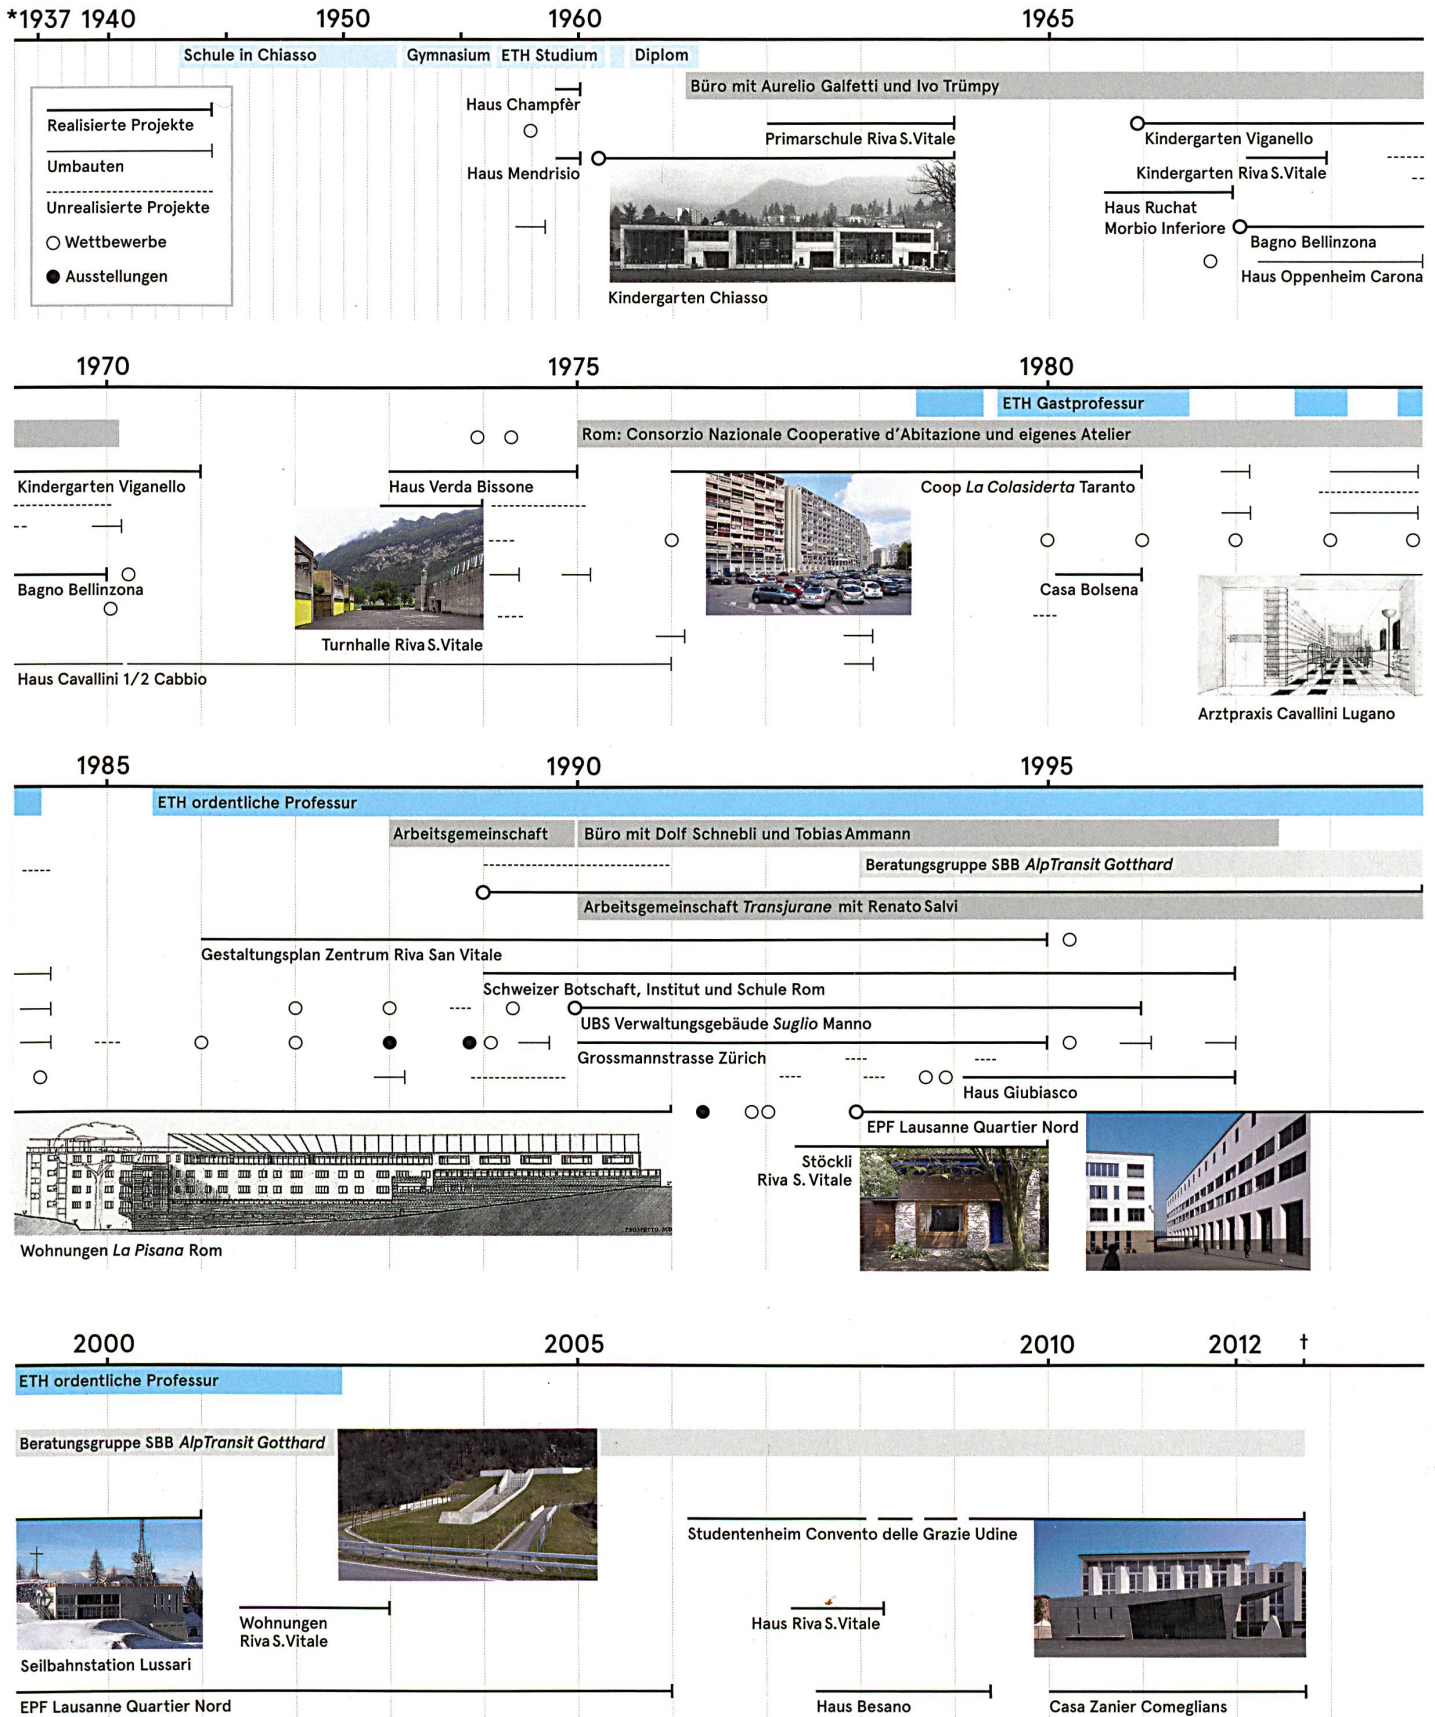 *1937 1940 1950 1960 1965
Schule in Chiasso Gymnasium ETH Studium Diplom
Büro mit Aurelio Galfetti und Ivo Trümpy
Realisierte Projekte
Umbauten
Unrealisierte Projekte
Wettbewerbe
Ausstellungen
Haus Champfèr
Haus Mendrisio
Primarschule Riva S.Vitale
Kindergarten Chiasso
Kindergarten Viganello
Kindergarten Riva S.Vitale
Haus Ruchat
Morbio Inferiore
Bagno Bellinzona
Haus Oppenheim Carona
1970 1975 1980
ETH Gastprofessur
Rom: Consorzio Nazionale Cooperative d'Abitazione und eigenes Atelier
Kindergarten Viganello
Haus Verda Bissone
Coop La Colasiderta Taranto
Bagno Bellinzona
Casa Bolsena
Turnhalle Riva S.Vitale
Haus Cavallini 1/2 Cabbio
Arztpraxis Cavallini Lugano
1985 1990 1995
ETH ordentliche Professur
Arbeitsgemeinschaft
Büro mit Dolf Schnebli und Tobias Ammann
Beratungsgruppe SBB AlpTransit Gotthard
Arbeitsgemeinschaft Transjurane mit Renato Salvi
Gestaltungsplan Zentrum Riva San Vitale
Schweizer Botschaft, Institut und Schule Rom
UBS Verwaltungsgebäude Suglio Manno
Grossmannstrasse Zürich
Haus Giubiasco
EPF Lausanne Quartier Nord
Stöckli
Riva S. Vitale
Wohnungen La Pisana Rom
2000 2005 2010 2012 †
ETH ordentliche Professur
Beratungsgruppe SBB AlpTransit Gotthard
Studentenheim Convento delle Grazie Udine
Wohnungen
Riva S.Vitale
Haus Riva S.Vitale
Seilbahnstation Lussari
EPF Lausanne Quartier Nord
Haus Besano
Casa Zanier Comeglians